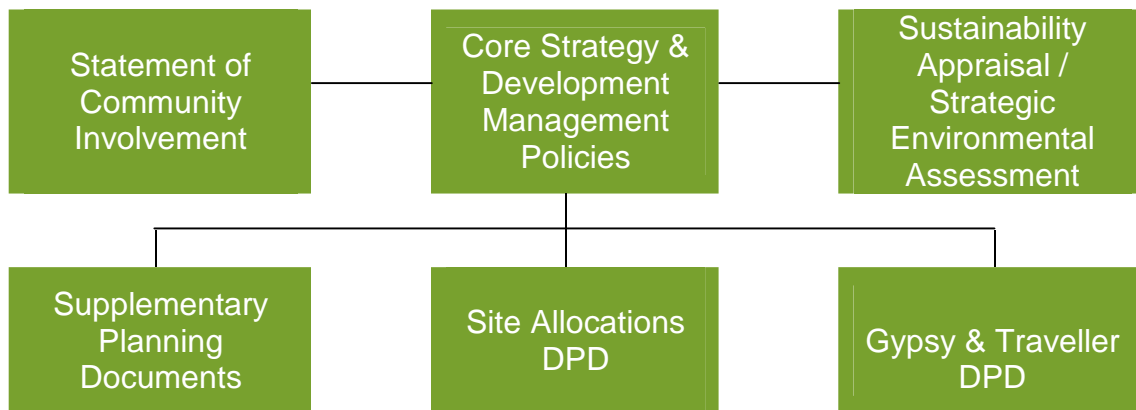 Statement of
Community
Involvement
Core Strategy &
Development
Management
Policies
Sustainability
Appraisal /
Strategic
Environmental
Assessment
Supplementary
Planning
Documents
Site Allocations
DPD
Gypsy & Traveller
DPD